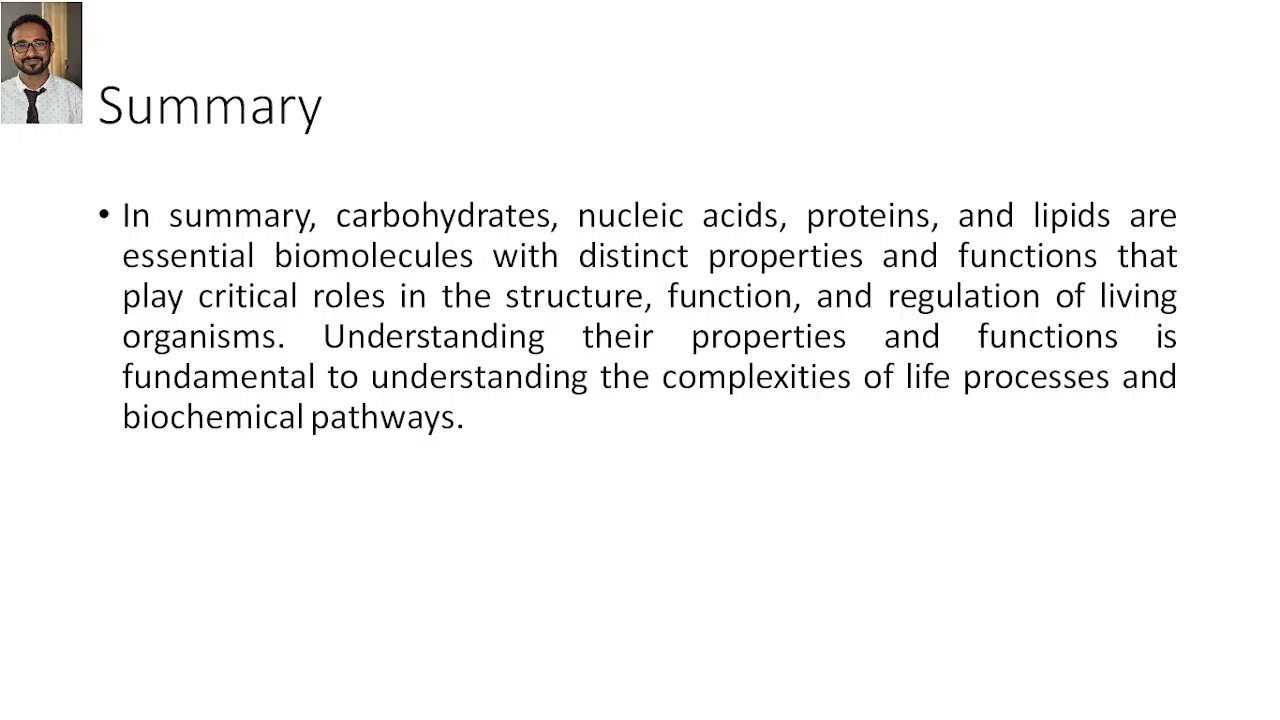 Summary
• In summary, carbohydrates, nucleic acids, proteins, and lipids are
essential biomolecules with distinct properties and functions that
play critical roles in the structure, function, and regulation of living
organisms. Understanding their properties and functions is
fundamental to understanding the complexities of life processes and
biochemical pathways.